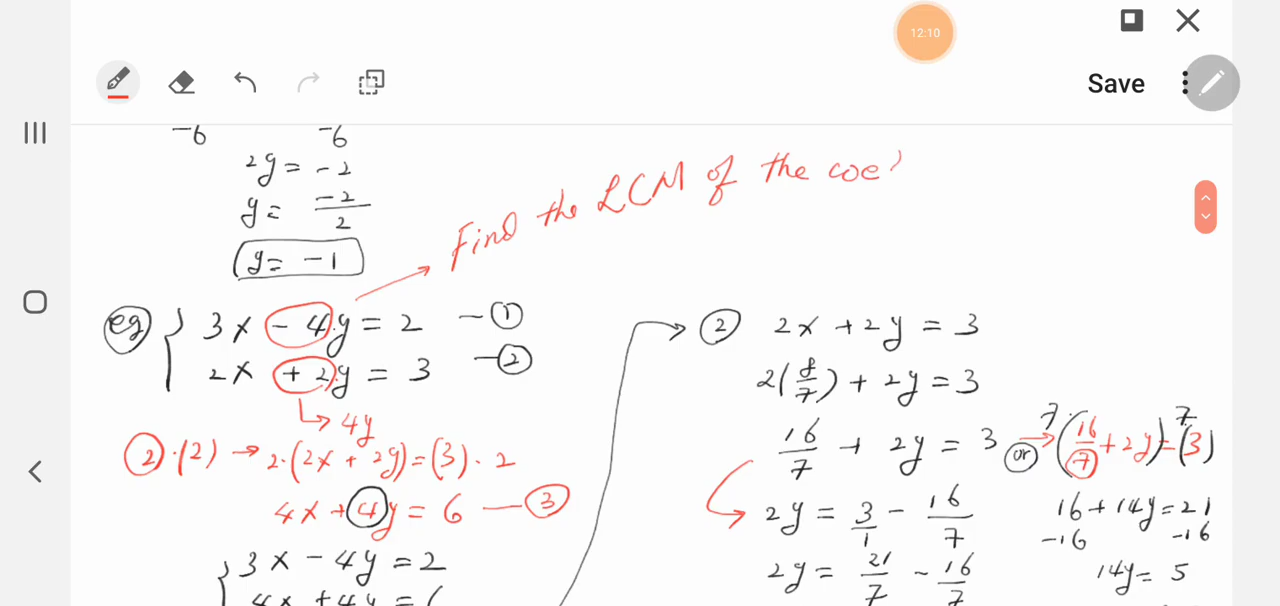 12:10
Save
-6 -6
2y = -2
y = -2/2
y = -1
Find the LCM of the coe
eg 3x - 4y = 2 - ①
2x + 2y = 3 - ②
4y
② · (2) → 2 · (2x + 2y) = (3) · 2
4x + 4y = 6 — ③
3x - 4y = 2
4x + 4y = 6
② 2x + 2y = 3
2(8/7) + 2y = 3
16/7 + 2y = 3
2y = 3/1 - 16/7
2y = 21/7 - 16/7
or → 7 · (16/7 + 2y) = 7 (3)
16 + 14y = 21
-16 -16
14y = 5